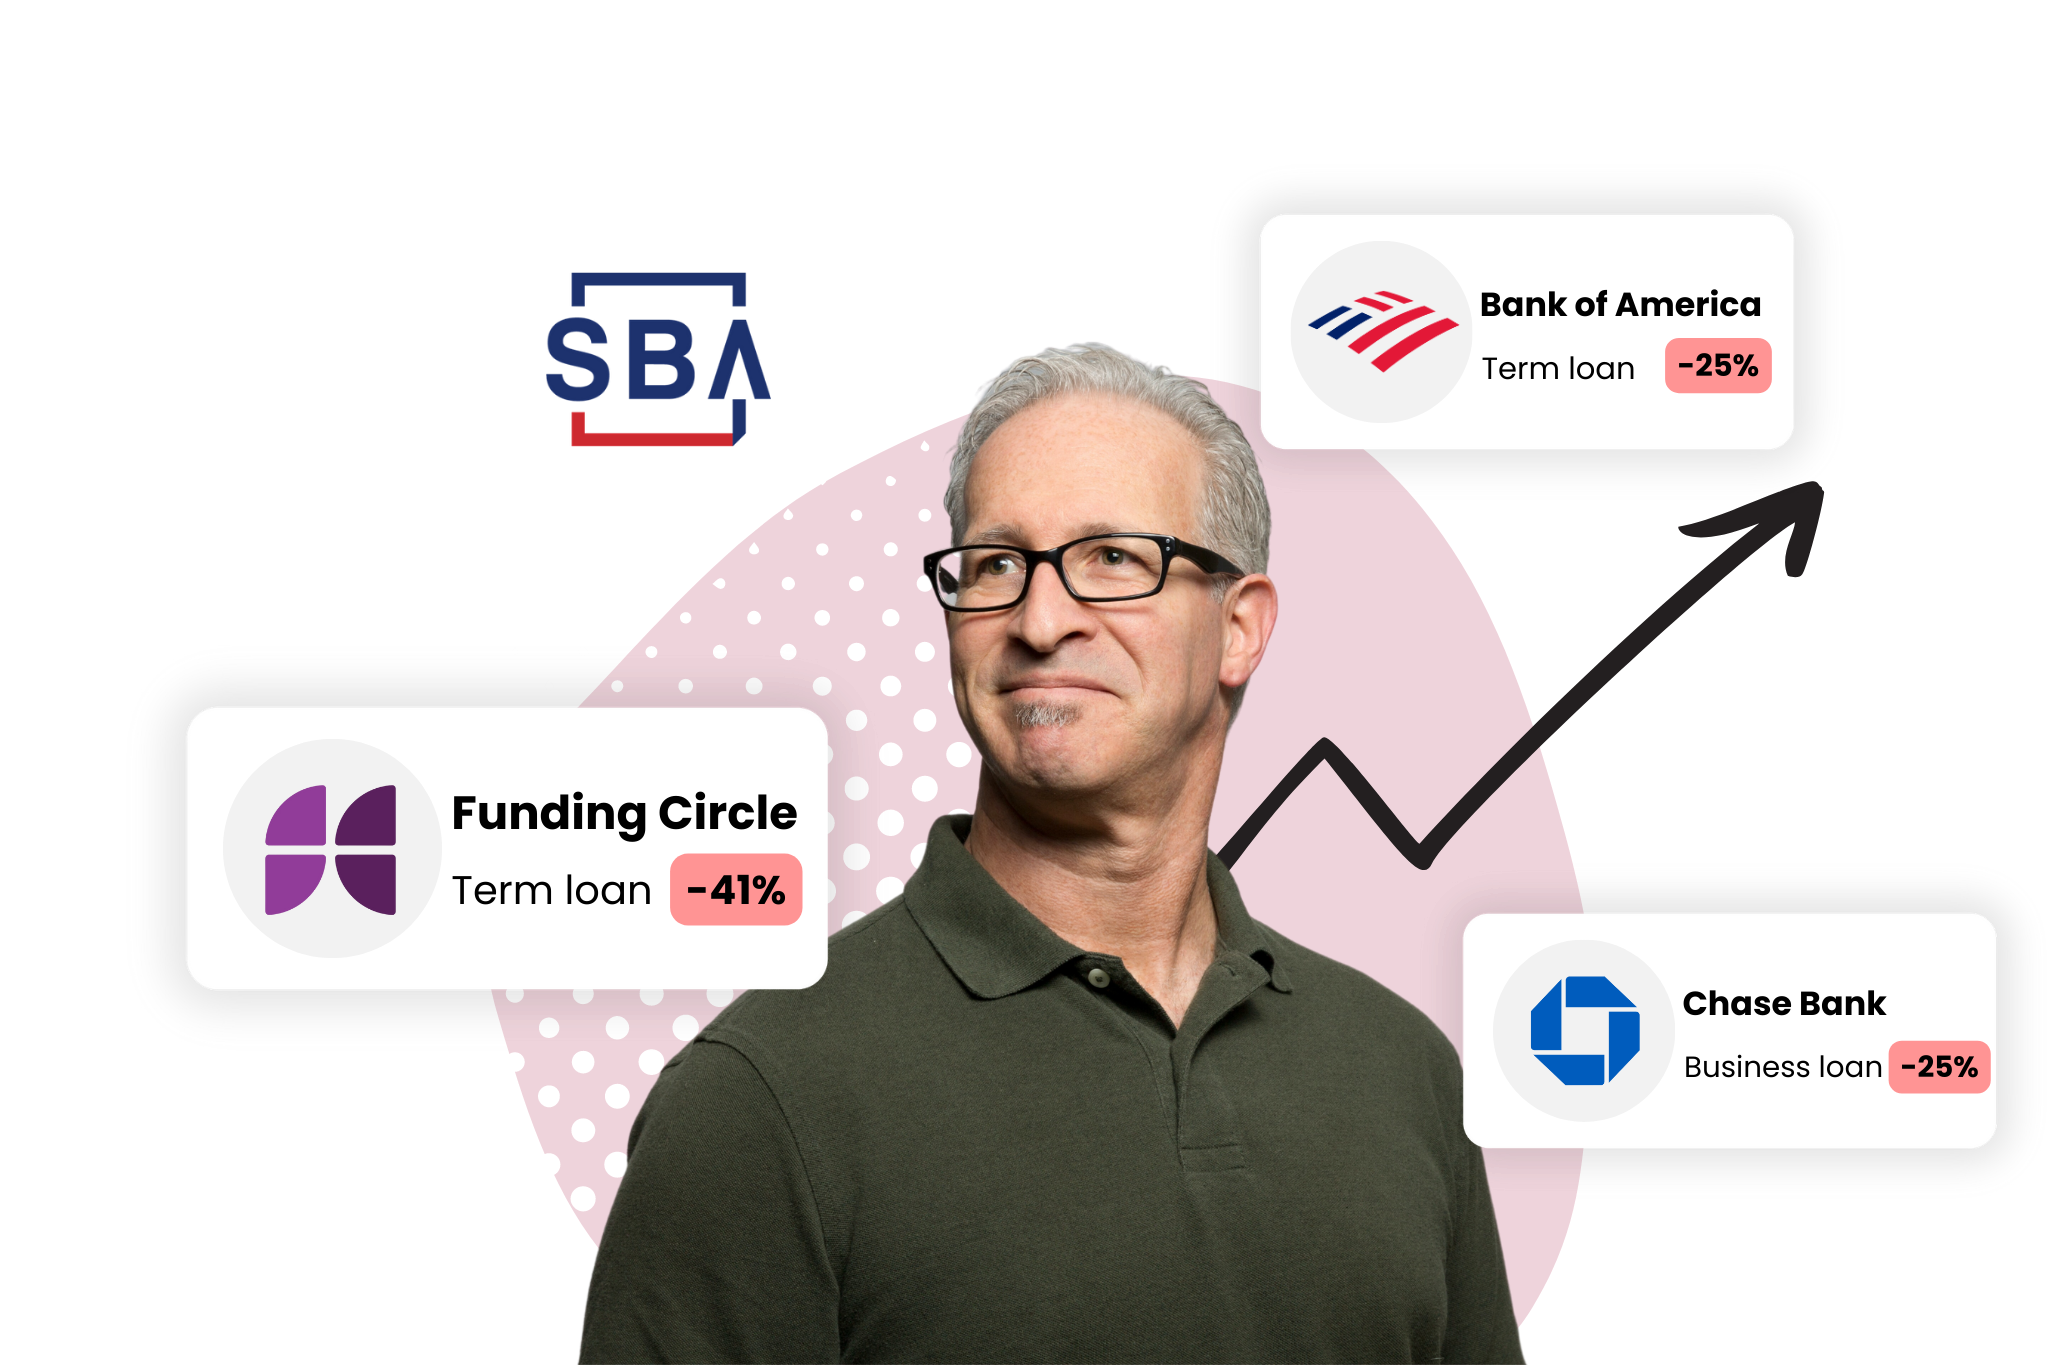 SBA
Bank of America
Term loan -25%
Funding Circle
Term loan -41%
Chase Bank
Business loan -25%